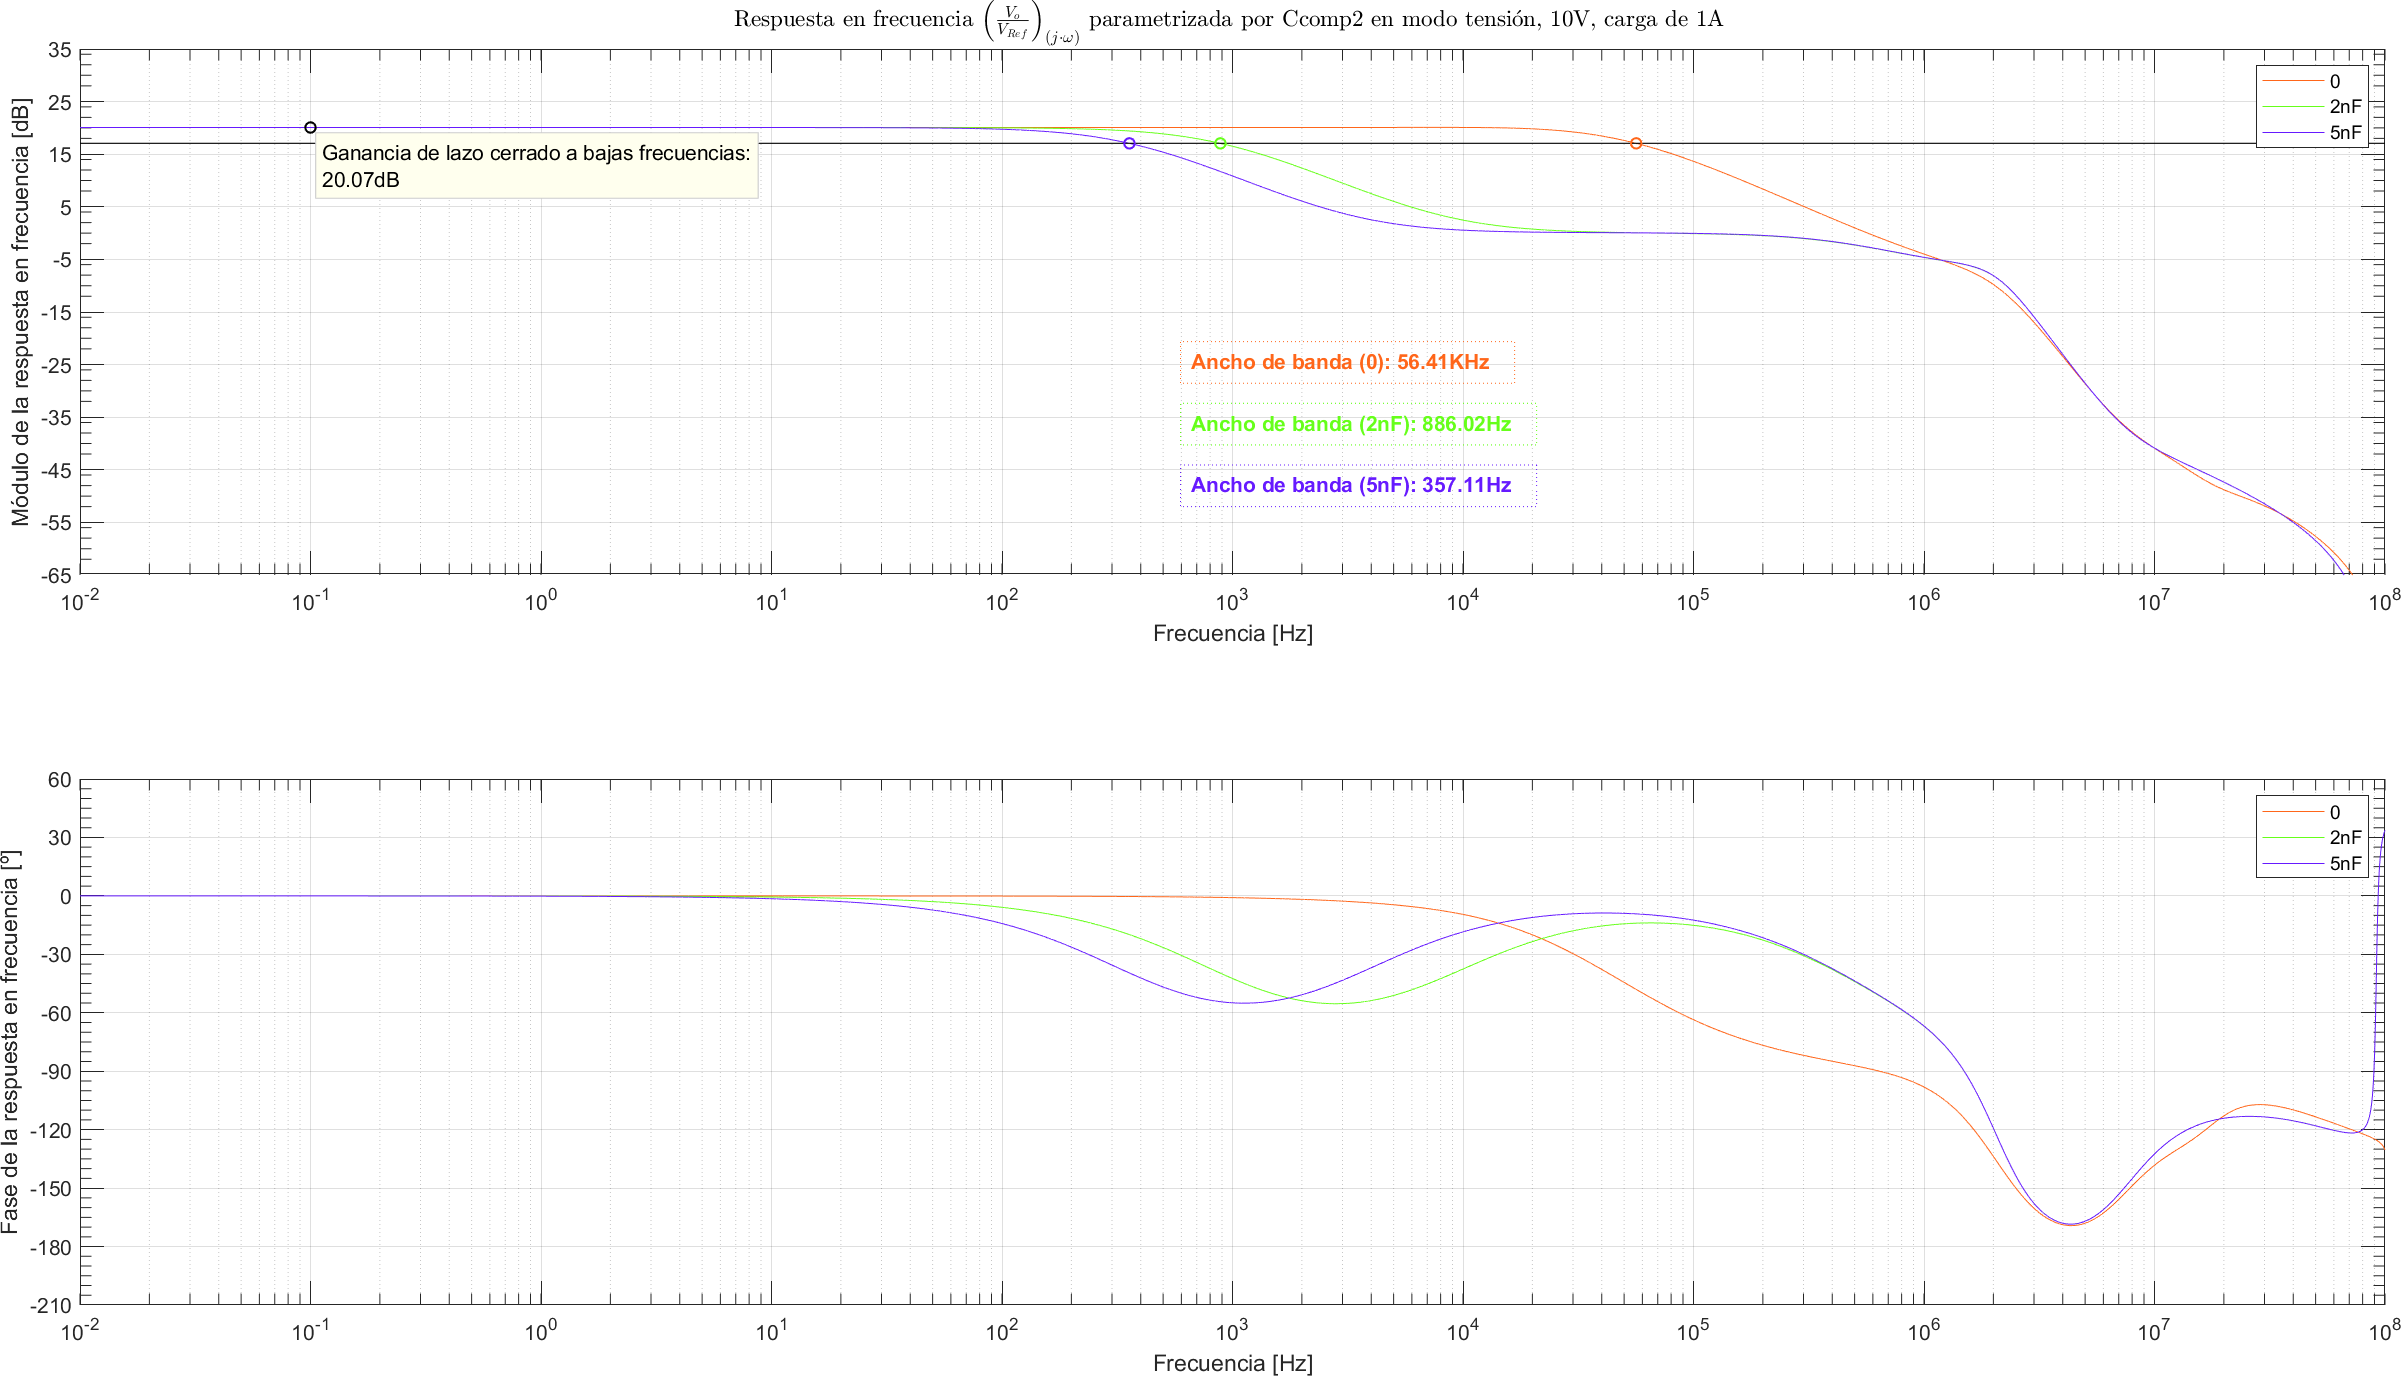 Respuesta en frecuencia (Vo/VRef)(j·ω) parametrizada por Ccomp2 en modo tensión, 10V, carga de 1A
Módulo de la respuesta en frecuencia [dB]
35
25
15
5
-5
-15
-25
-35
-45
-55
-65
Ganancia de lazo cerrado a bajas frecuencias:
20.07dB
0
2nF
5nF
Ancho de banda (0): 56.41KHz
Ancho de banda (2nF): 886.02Hz
Ancho de banda (5nF): 357.11Hz
10^-2 10^-1 10^0 10^1 10^2 10^3 10^4 10^5 10^6 10^7 10^8
Frecuencia [Hz]
Fase de la respuesta en frecuencia [º]
60
30
0
-30
-60
-90
-120
-150
-180
-210
0
2nF
5nF
10^-2 10^-1 10^0 10^1 10^2 10^3 10^4 10^5 10^6 10^7 10^8
Frecuencia [Hz]